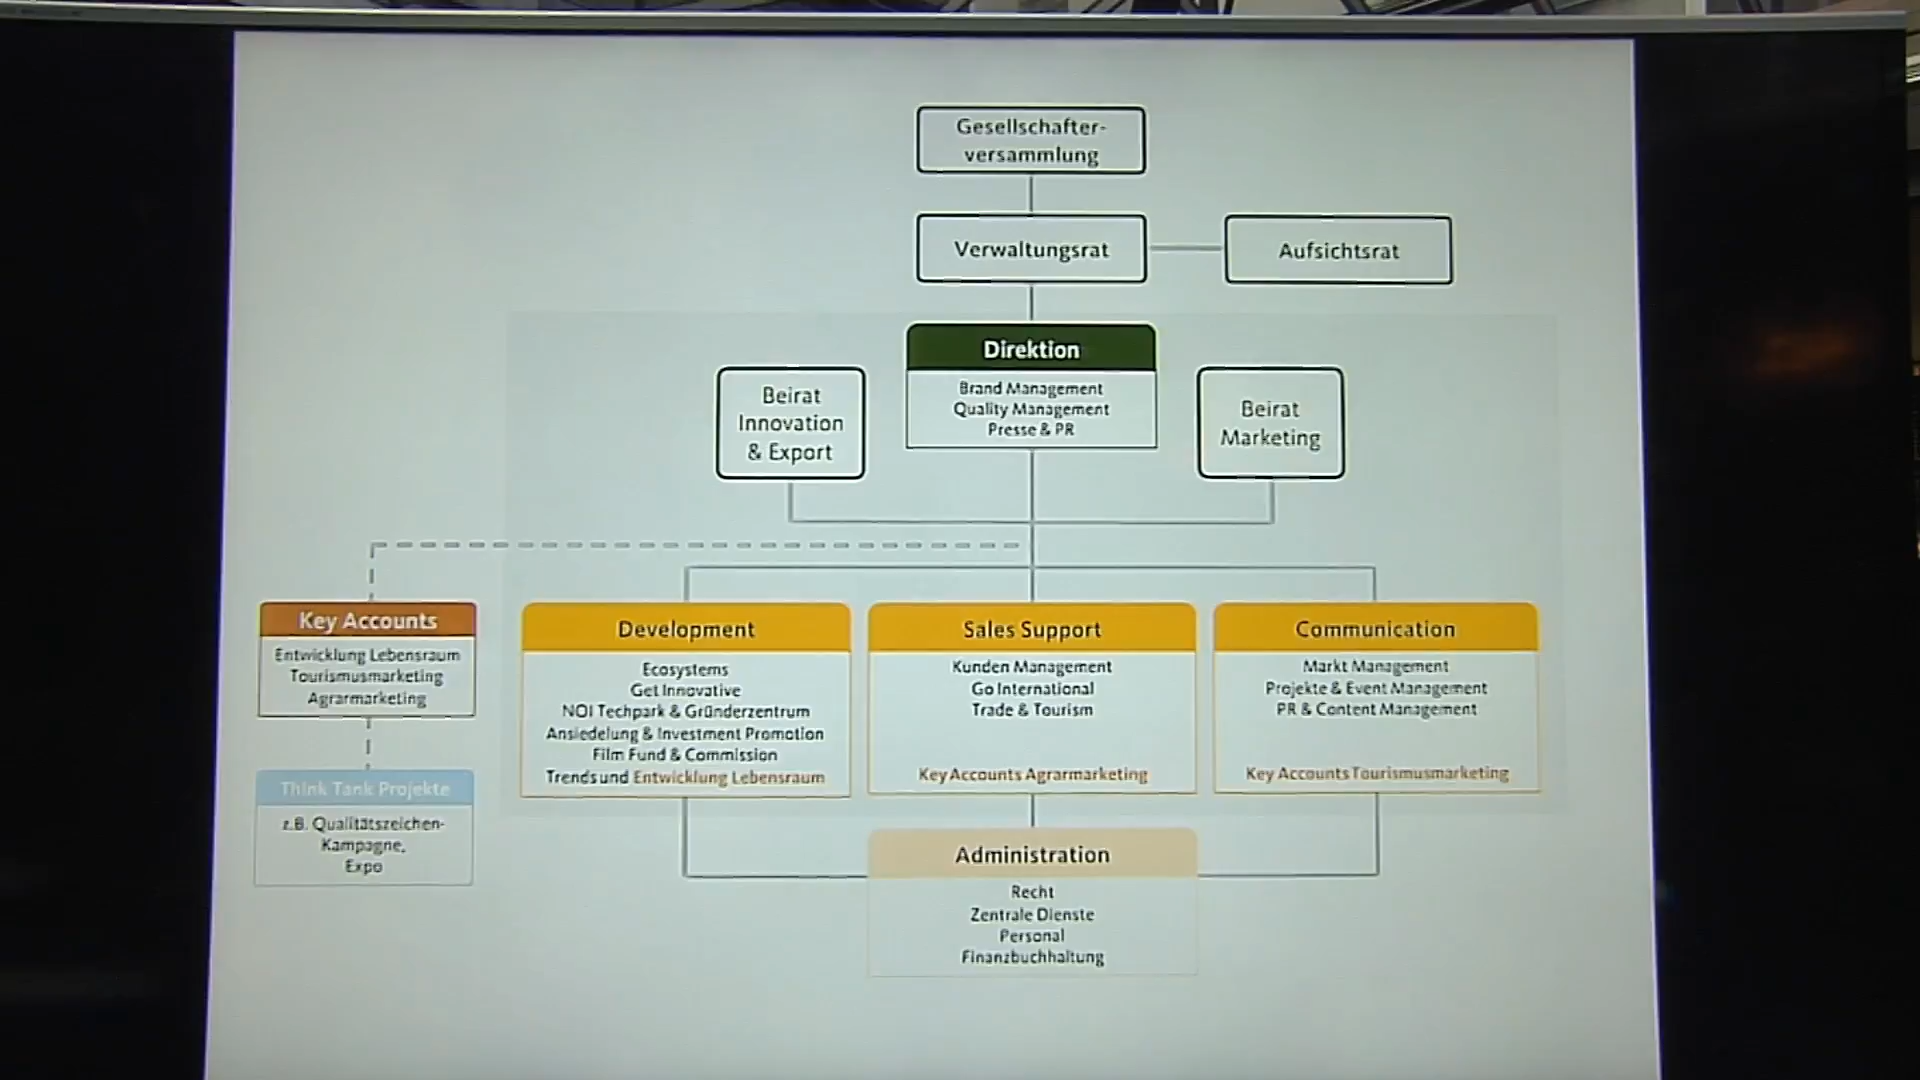 Gesellschafter-
versammlung
Verwaltungsrat
Aufsichtsrat
Direktion
Brand Management
Quality Management
Presse & PR
Beirat
Innovation
& Export
Beirat
Marketing
Key Accounts
Entwicklung Lebensraum
Tourismusmarketing
Agrarmarketing
Think Tank Projekte
z.B. Qualitätszeichen-
Kampagne,
Expo
Development
Ecosystems
Get Innovative
NOI Techpark & Gründerzentrum
Ansiedelung & Investment Promotion
Film Fund & Commission
Trends und Entwicklung Lebensraum
Sales Support
Kunden Management
Go International
Trade & Tourism
Key Accounts Agrarmarketing
Communication
Markt Management
Projekte & Event Management
PR & Content Management
Key Accounts Tourismusmarketing
Administration
Recht
Zentrale Dienste
Personal
Finanzbuchhaltung